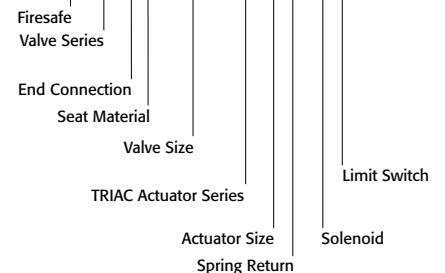 Firesafe
Valve Series
End Connection
Seat Material
Valve Size
Limit Switch
TRIAC Actuator Series
Actuator Size
Solenoid
Spring Return